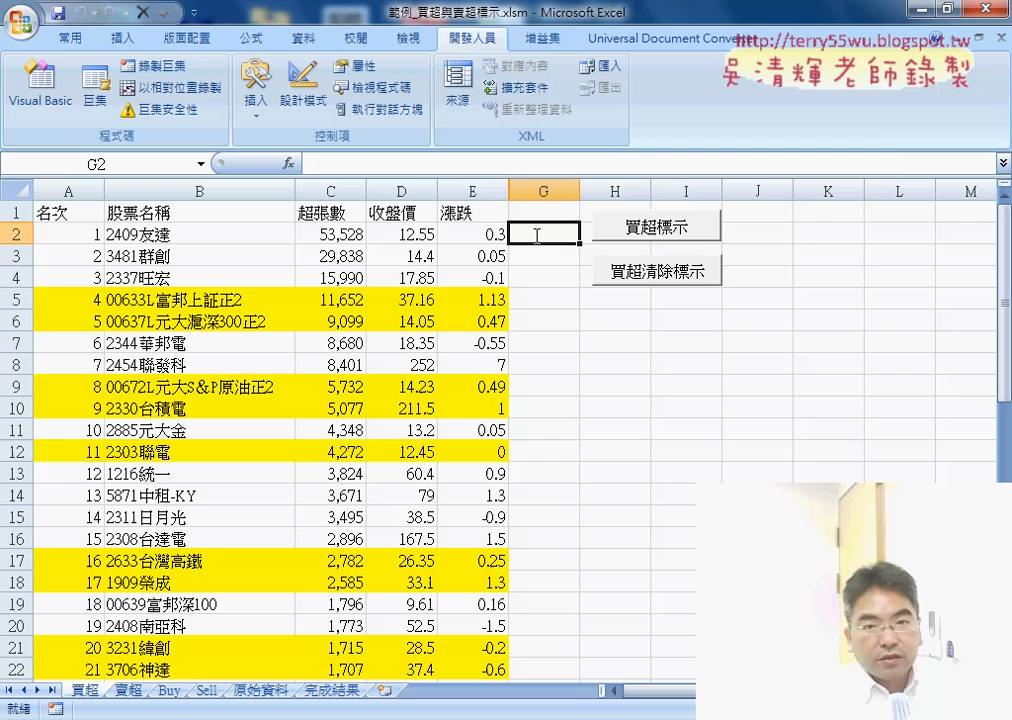 範例_買超與賣超標示.xlsm - Microsoft Excel
常用 插入 版面配置 公式 資料 校閱 檢視 開發人員 增益集 Universal Document Conve
http://terry55wu.blogspot.tw
吳清輝老師錄製
Visual Basic 巨集 錄製巨集 以相對位置錄製 巨集安全性 程式碼
插入 設計模式 屬性 檢視程式碼 執行對話方塊 控制項
來源 對應內容 擴充套件 重新整理資料 匯入 匯出 XML
G2 fx
A B C D E G H I J K L M
1 名次 股票名稱 超張數 收盤價 漲跌
2 1 2409友達 53,528 12.55 0.3
3 2 3481群創 29,838 14.4 0.05
4 3 2337旺宏 15,990 17.85 -0.1
5 4 00633L富邦上証正2 11,652 37.16 1.13
6 5 00637L元大滬深300正2 9,099 14.05 0.47
7 6 2344華邦電 8,680 18.35 -0.55
8 7 2454聯發科 8,401 252 7
9 8 00672L元大S&P原油正2 5,732 14.23 0.49
10 9 2330台積電 5,077 211.5 1
11 10 2885元大金 4,348 13.2 0.05
12 11 2303聯電 4,272 12.45 0
13 12 1216統一 3,824 60.4 0.9
14 13 5871中租-KY 3,671 79 1.3
15 14 2311日月光 3,495 38.5 -0.9
16 15 2308台達電 2,896 167.5 1.5
17 16 2633台灣高鐵 2,782 26.35 0.25
18 17 1909榮成 2,585 33.1 1.3
19 18 00639富邦深100 1,796 9.61 0.16
20 19 2408南亞科 1,773 52.5 -1.5
21 20 3231緯創 1,715 28.5 -0.2
22 21 3706神達 1,707 37.4 -0.6
買超標示
買超清除標示
買超 賣超 Buy Sell 原始資料 完成結果
就緒